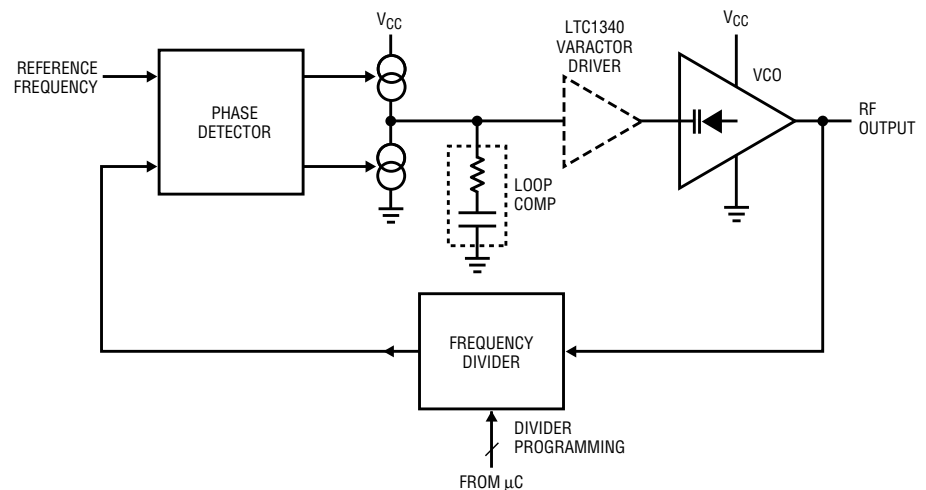 REFERENCE
FREQUENCY
PHASE
DETECTOR
VCC
LTC1340
VARACTOR
DRIVER
VCC
VCO
RF
OUTPUT
LOOP
COMP
FREQUENCY
DIVIDER
DIVIDER
PROGRAMMING
FROM µC